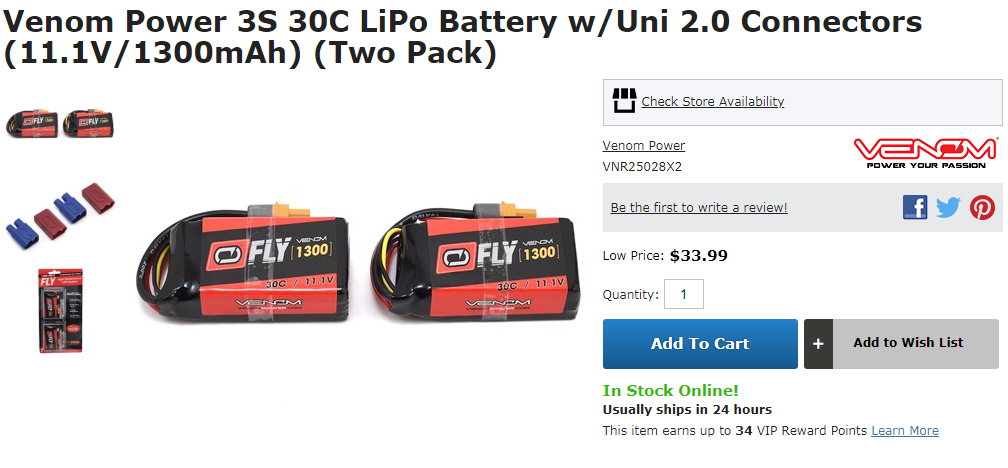 Venom Power 3S 30C LiPo Battery w/Uni 2.0 Connectors
(11.1V/1300mAh) (Two Pack)
Check Store Availability
Venom Power
VNR25028X2
VENOM
POWER YOUR PASSION
Be the first to write a review!
Low Price: $33.99
Quantity: 1
Add To Cart
+ Add to Wish List
In Stock Online!
Usually ships in 24 hours
This item earns up to 34 VIP Reward Points Learn More
FLY
VENOM
1300
30C / 11.1V
VENOM
FLY
VENOM
1300
30C / 11.1V
VENOM
FLY